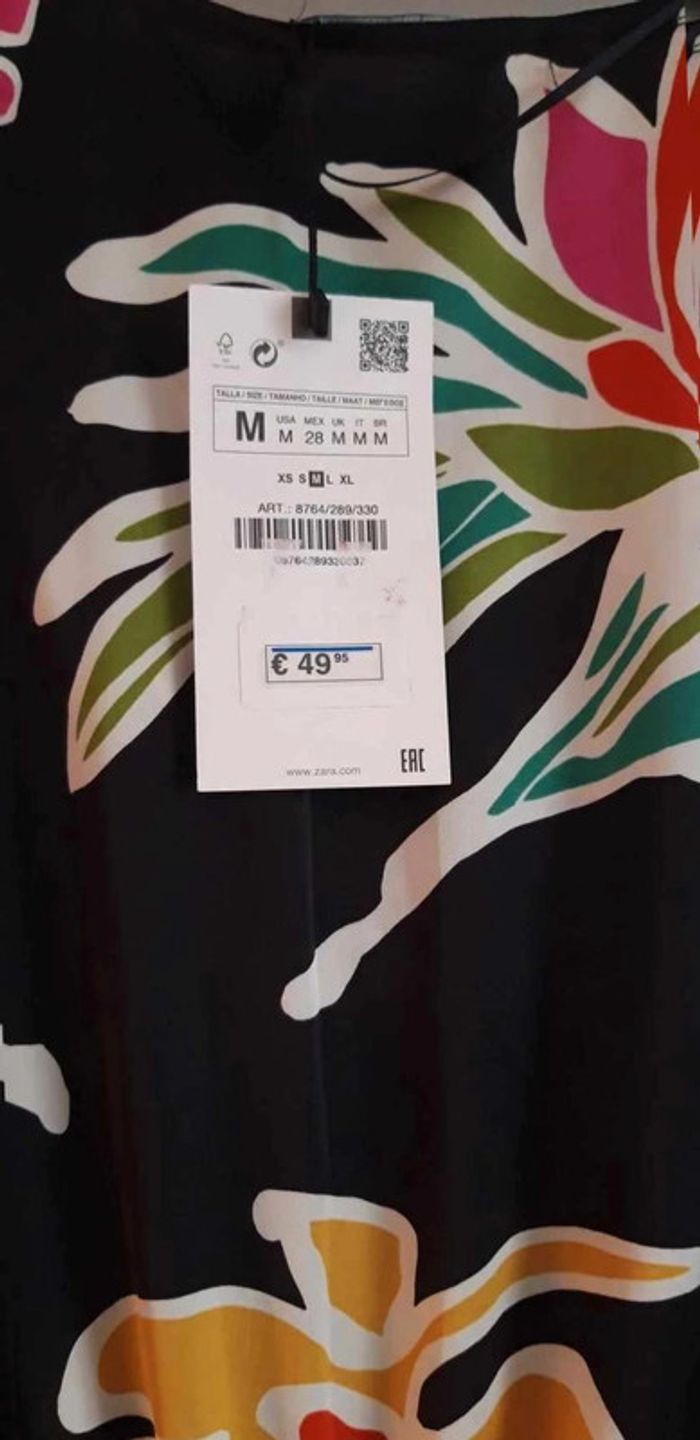 TALLA / SIZE / TAMANHO / TAILLE / MAAT /
M
USA MEX UK IT BR
M 28 M M M
XS S M L XL
ART.: 8764/289/330
€ 49 95
www.zara.com
EAC